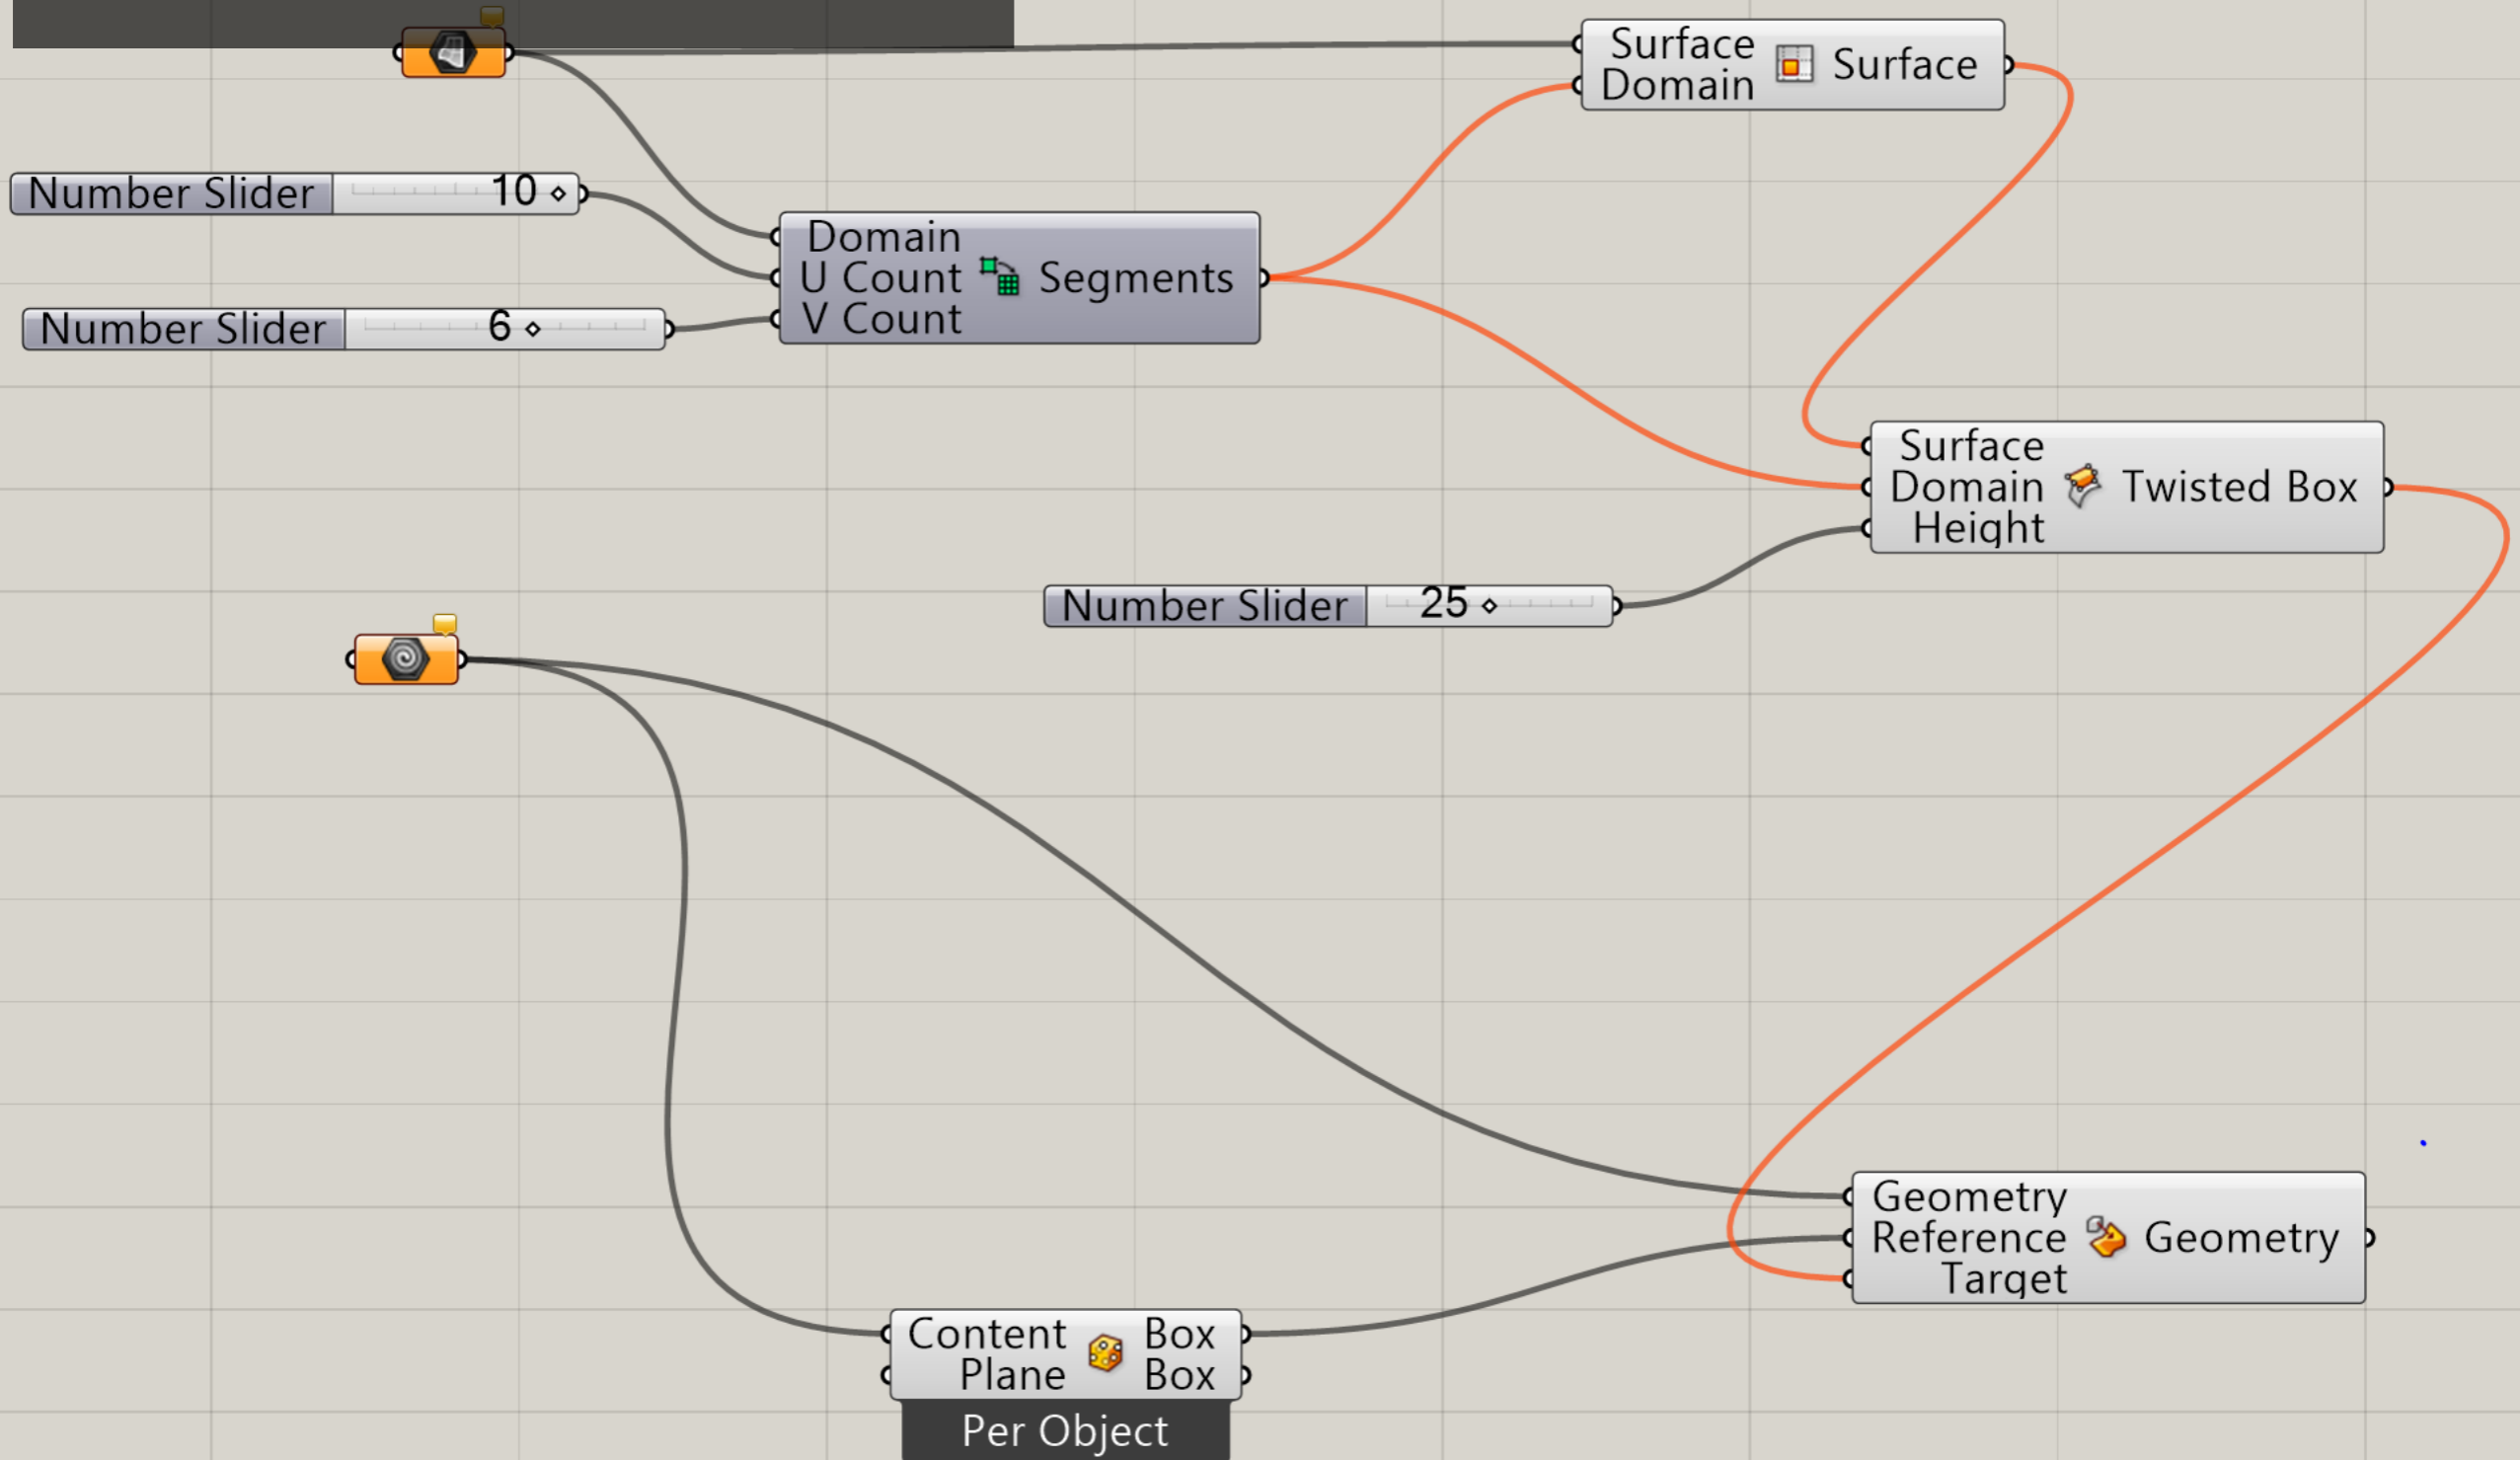 Surface
Domain
Surface
Number Slider
10
Domain
U Count
V Count
Segments
Number Slider
6
Surface
Domain
Height
Twisted Box
Number Slider
25
Geometry
Reference
Target
Geometry
Content
Plane
Box
Box
Per Object